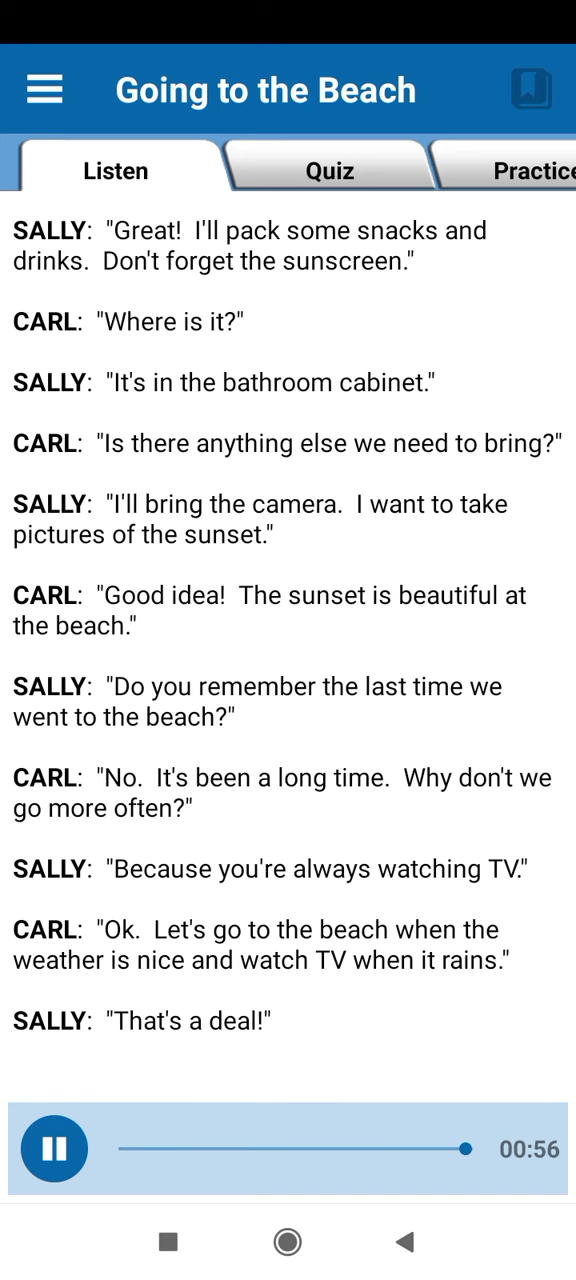 Going to the Beach
Listen
Quiz
Practice
SALLY:  "Great!  I'll pack some snacks and
drinks.  Don't forget the sunscreen."
CARL:  "Where is it?"
SALLY:  "It's in the bathroom cabinet."
CARL:  "Is there anything else we need to bring?"
SALLY:  "I'll bring the camera.  I want to take
pictures of the sunset."
CARL:  "Good idea!  The sunset is beautiful at
the beach."
SALLY:  "Do you remember the last time we
went to the beach?"
CARL:  "No.  It's been a long time.  Why don't we
go more often?"
SALLY:  "Because you're always watching TV."
CARL:  "Ok.  Let's go to the beach when the
weather is nice and watch TV when it rains."
SALLY:  "That's a deal!"
00:56